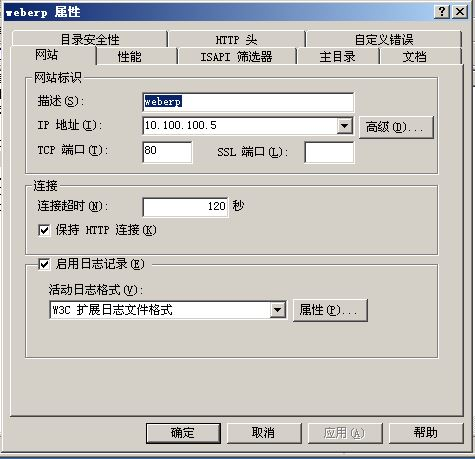 weberp 属性
目录安全性 HTTP 头 自定义错误
网站 性能 ISAPI 筛选器 主目录 文档
网站标识
描述(S): weberp
IP 地址(I): 10.100.100.5 高级(D)...
TCP 端口(T): 80 SSL 端口(L):
连接
连接超时(N): 120 秒
保持 HTTP 连接(K)
启用日志记录(E)
活动日志格式(V):
W3C 扩展日志文件格式 属性(P)...
确定 取消 应用(A) 帮助